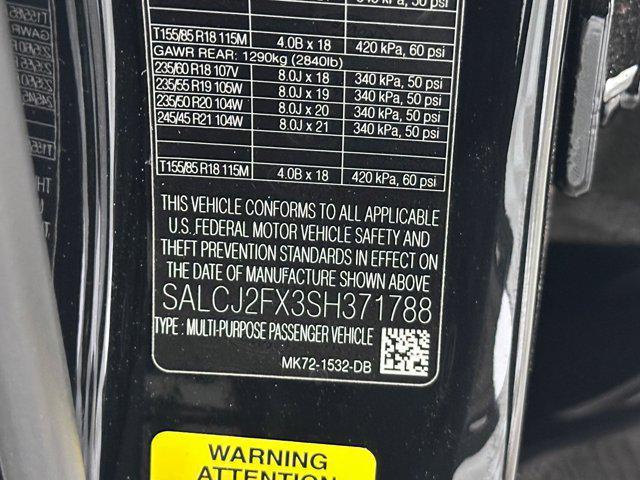 T155/85 R18 115M 4.0B x 18 420 kPa, 60 psi
GAWR REAR: 1290kg (2840lb)
235/60 R18 107V 8.0J x 18 340 kPa, 50 psi
235/55 R19 105W 8.0J x 19 340 kPa, 50 psi
235/50 R20 104W 8.0J x 20 340 kPa, 50 psi
245/45 R21 104W 8.0J x 21 340 kPa, 50 psi
T155/85 R18 115M 4.0B x 18 420 kPa, 60 psi
THIS VEHICLE CONFORMS TO ALL APPLICABLE
U.S. FEDERAL MOTOR VEHICLE SAFETY AND
THEFT PREVENTION STANDARDS IN EFFECT ON
THE DATE OF MANUFACTURE SHOWN ABOVE
SALCJ2FX3SH371788
TYPE : MULTI-PURPOSE PASSENGER VEHICLE
MK72-1532-DB
WARNING
ATTENTION